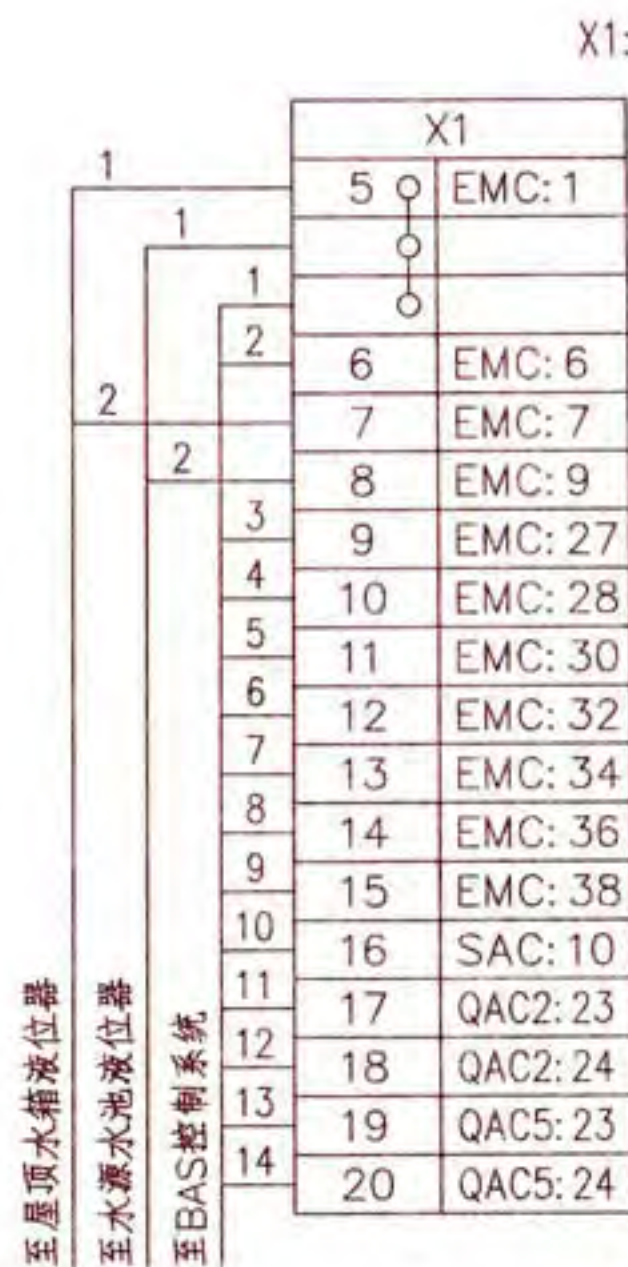 X1:
X1
1
5 EMC: 1
1
1
2
6 EMC: 6
2
7 EMC: 7
2
8 EMC: 9
3
9 EMC: 27
4
10 EMC: 28
5
11 EMC: 30
6
12 EMC: 32
7
13 EMC: 34
8
14 EMC: 36
9
15 EMC: 38
10
16 SAC: 10
11
17 QAC2: 23
12
18 QAC2: 24
13
19 QAC5: 23
14
20 QAC5: 24
至屋顶水箱液位器
至水源水池液位器
至BAS控制系统